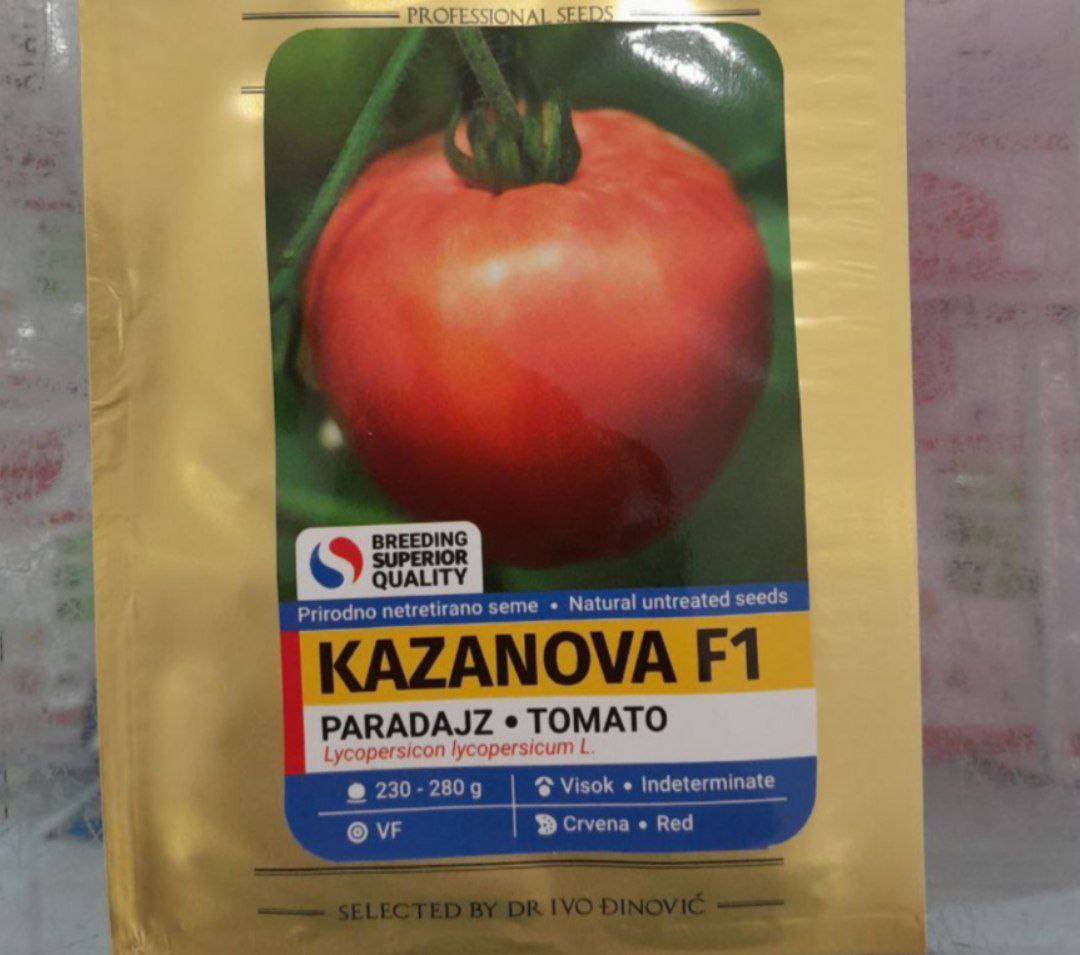 PROFESSIONAL SEEDS
BREEDING
SUPERIOR
QUALITY
Prirodno netretirano seme • Natural untreated seeds
KAZANOVA F1
PARADAJZ • TOMATO
Lycopersicon lycopersicum L.
230 - 280 g
Visok • Indeterminate
VF
Crvena • Red
SELECTED BY DR IVO ĐINOVIĆ